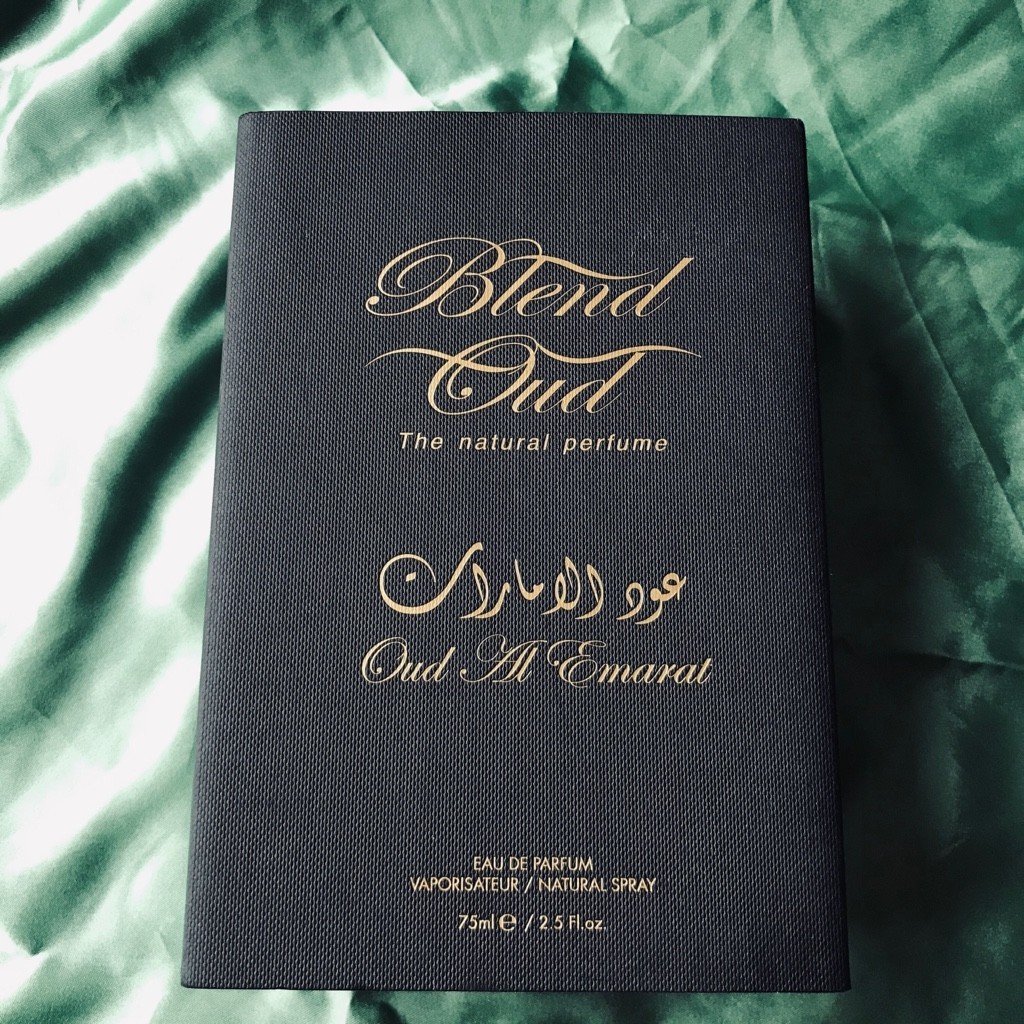 Blend
Oud
The natural perfume
عود الامارات
Oud Al Emarat
EAU DE PARFUM
VAPORISATEUR / NATURAL SPRAY
75ml ℮ / 2.5 Fl.oz.